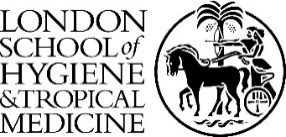 LONDON
SCHOOL of
HYGIENE
& TROPICAL
MEDICINE